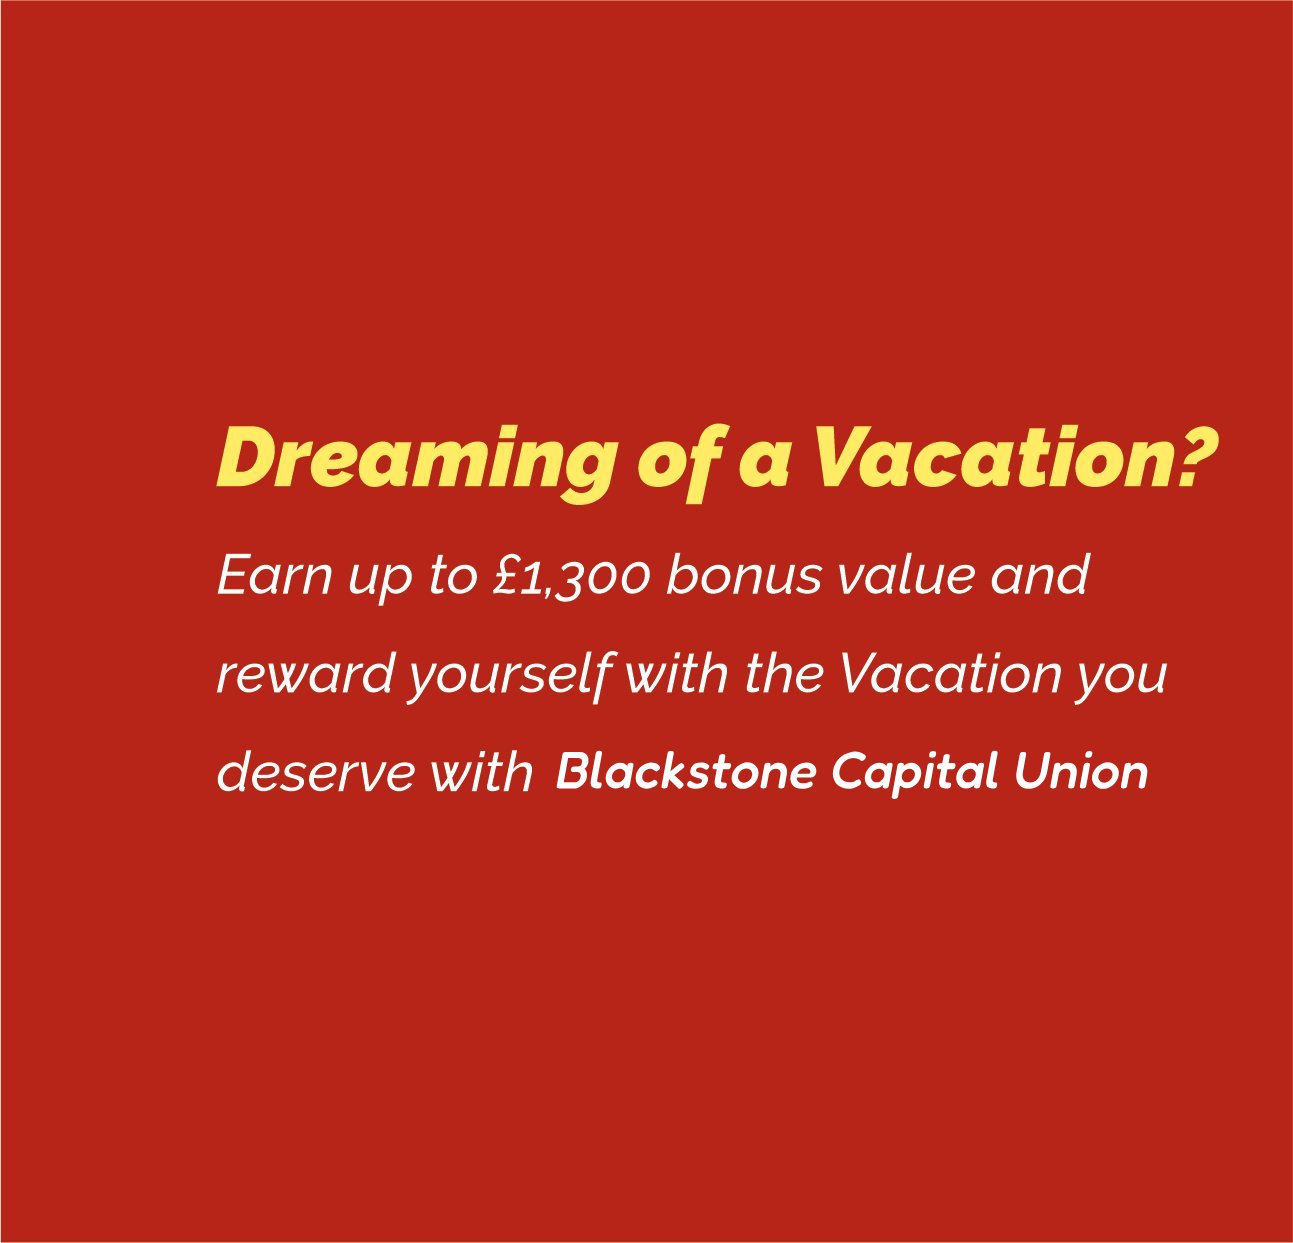 Dreaming of a Vacation?
Earn up to £1,300 bonus value and
reward yourself with the Vacation you
deserve with Blackstone Capital Union